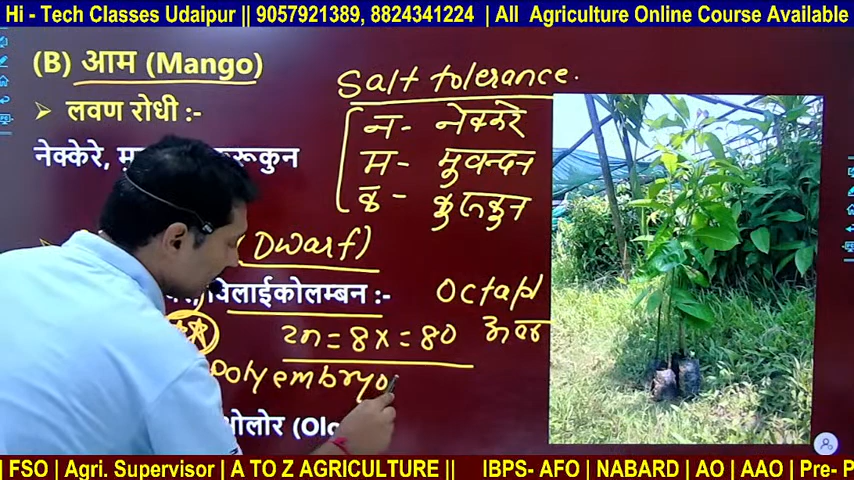 Hi - Tech Classes Udaipur || 9057921389, 8824341224 | All Agriculture Online Course Available
(B) आम (Mango)
Salt tolerance.
लवण रोधी :-
न- नेक्करे
नेक्केरे,
म- मुवन्दन
कुरूकुन
क- कुरुकुन
(Dwarf)
विलाईकोलम्बन :-
Octapl
2n = 8x = 80
Polyembryo
| FSO | Agri. Supervisor | A TO Z AGRICULTURE || IBPS- AFO | NABARD | AO | AAO | Pre- P